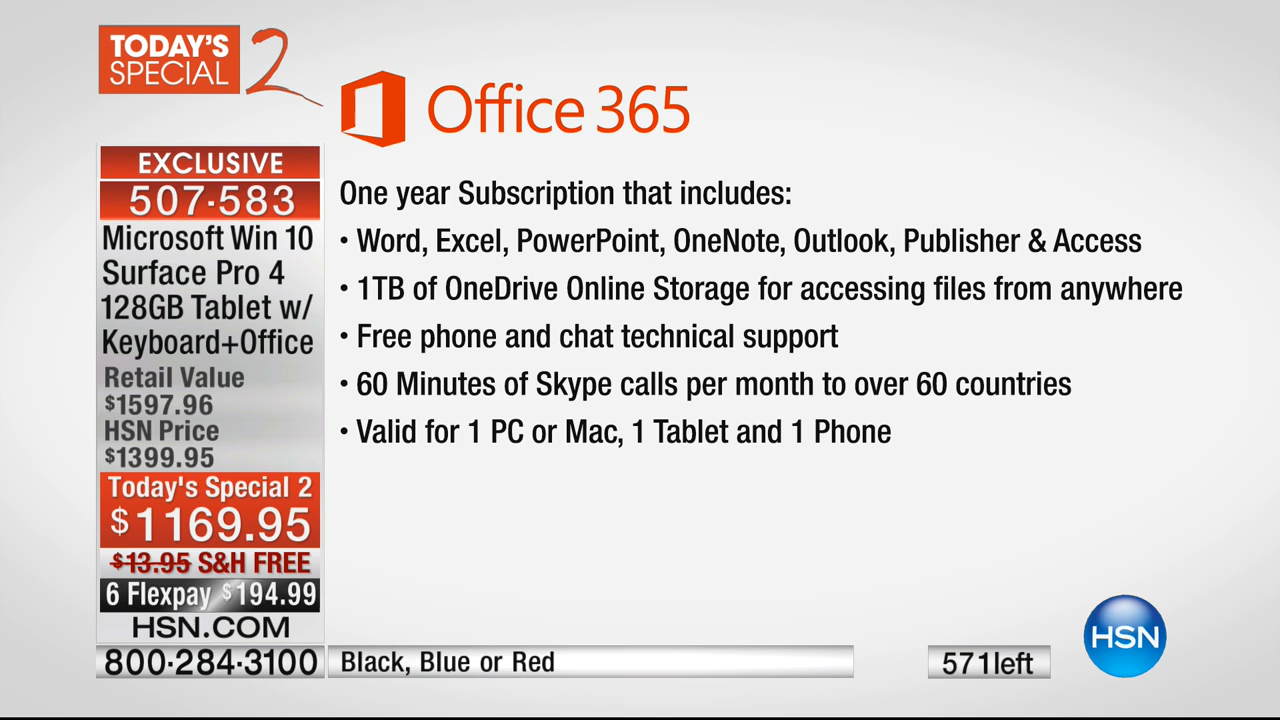 TODAY'S
SPECIAL 2
Office 365
EXCLUSIVE
507·583
Microsoft Win 10
Surface Pro 4
128GB Tablet w/
Keyboard+Office
Retail Value
$1597.96
HSN Price
$1399.95
Today's Special 2
$1169.95
$13.95 S&H FREE
6 Flexpay $194.99
HSN.COM
800·284·3100
One year Subscription that includes:
• Word, Excel, PowerPoint, OneNote, Outlook, Publisher & Access
• 1TB of OneDrive Online Storage for accessing files from anywhere
• Free phone and chat technical support
• 60 Minutes of Skype calls per month to over 60 countries
• Valid for 1 PC or Mac, 1 Tablet and 1 Phone
Black, Blue or Red
571left
HSN